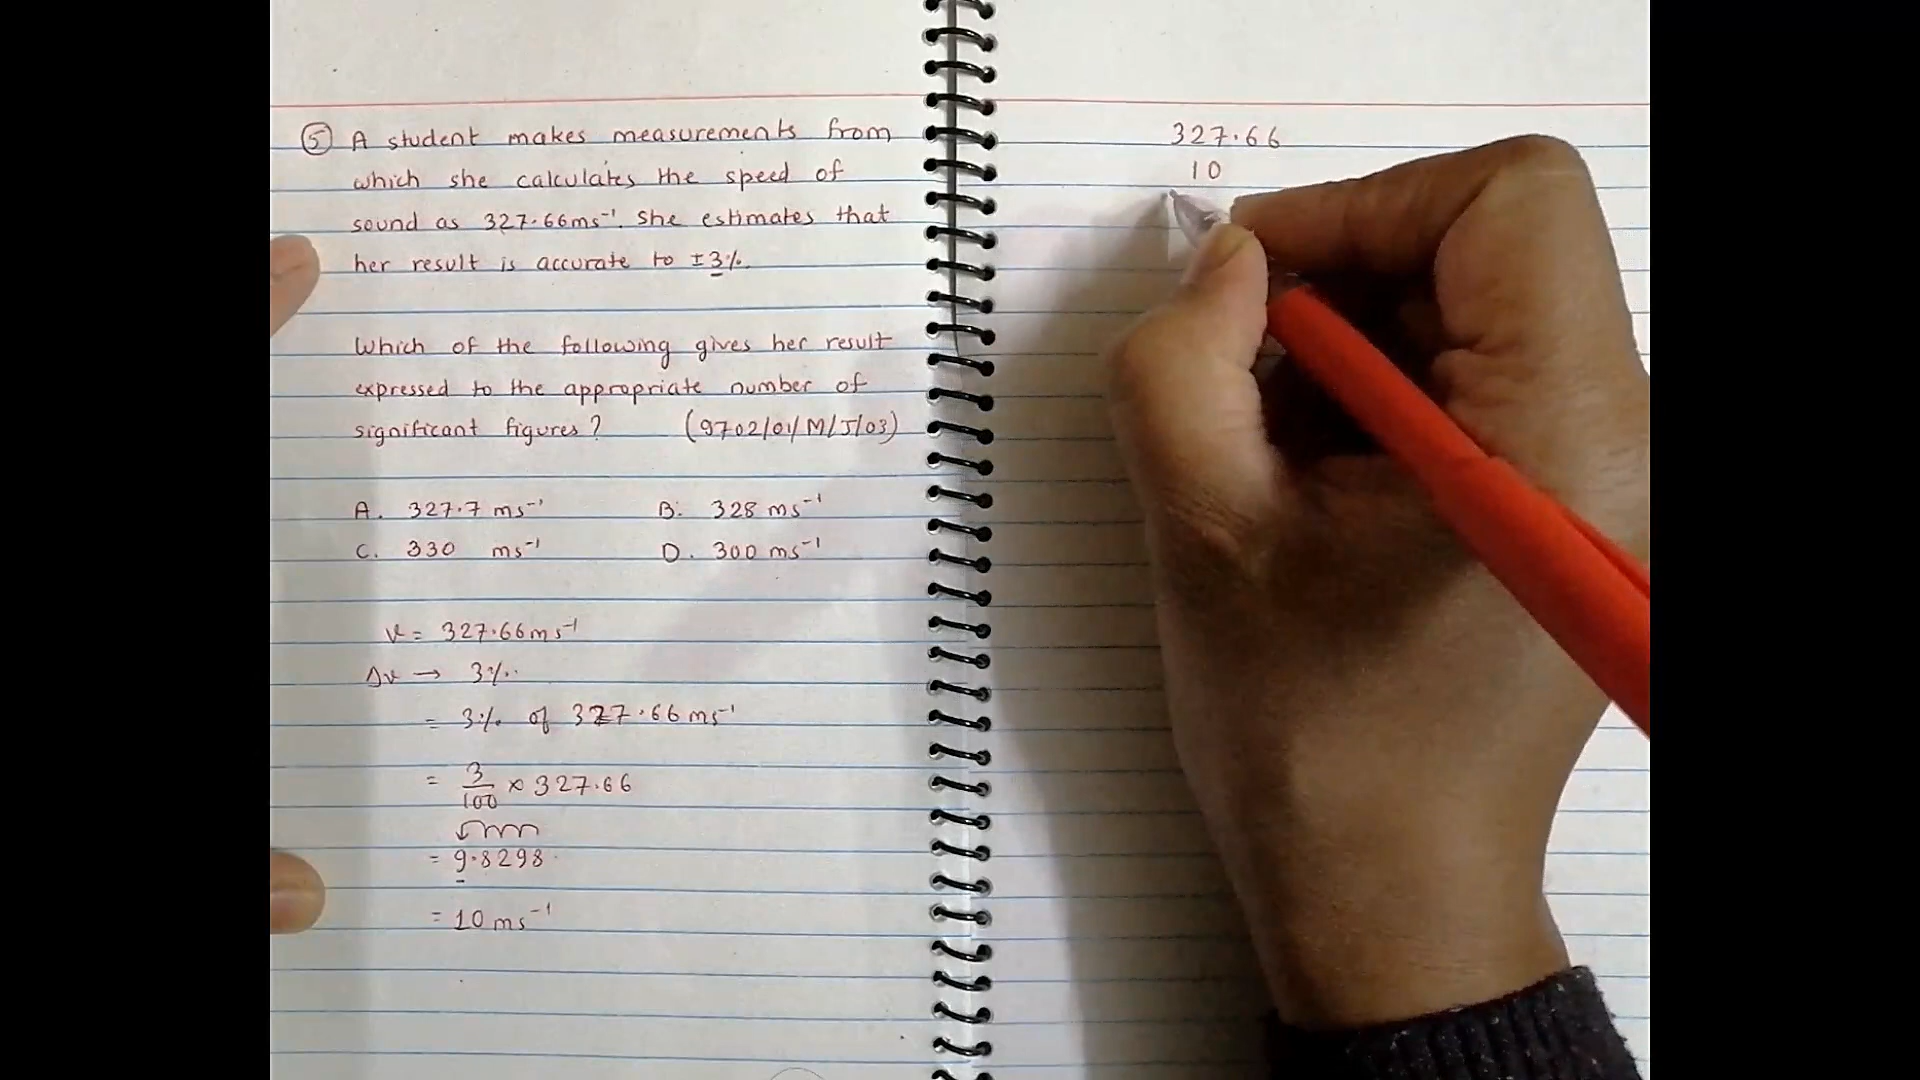 ⑤ A student makes measurements from
which she calculates the speed of
sound as 327.66ms⁻¹. She estimates that
her result is accurate to ±3%.
Which of the following gives her result
expressed to the appropriate number of
significant figures? (9702/01/M/J/03)
A. 327.7 ms⁻¹ B. 328 ms⁻¹
C. 330 ms⁻¹ D. 300 ms⁻¹
v = 327.66ms⁻¹
Δv → 3%
= 3% of 327.66ms⁻¹
= 3/100 × 327.66
= 9.8298
= 10 ms⁻¹
327.66
10